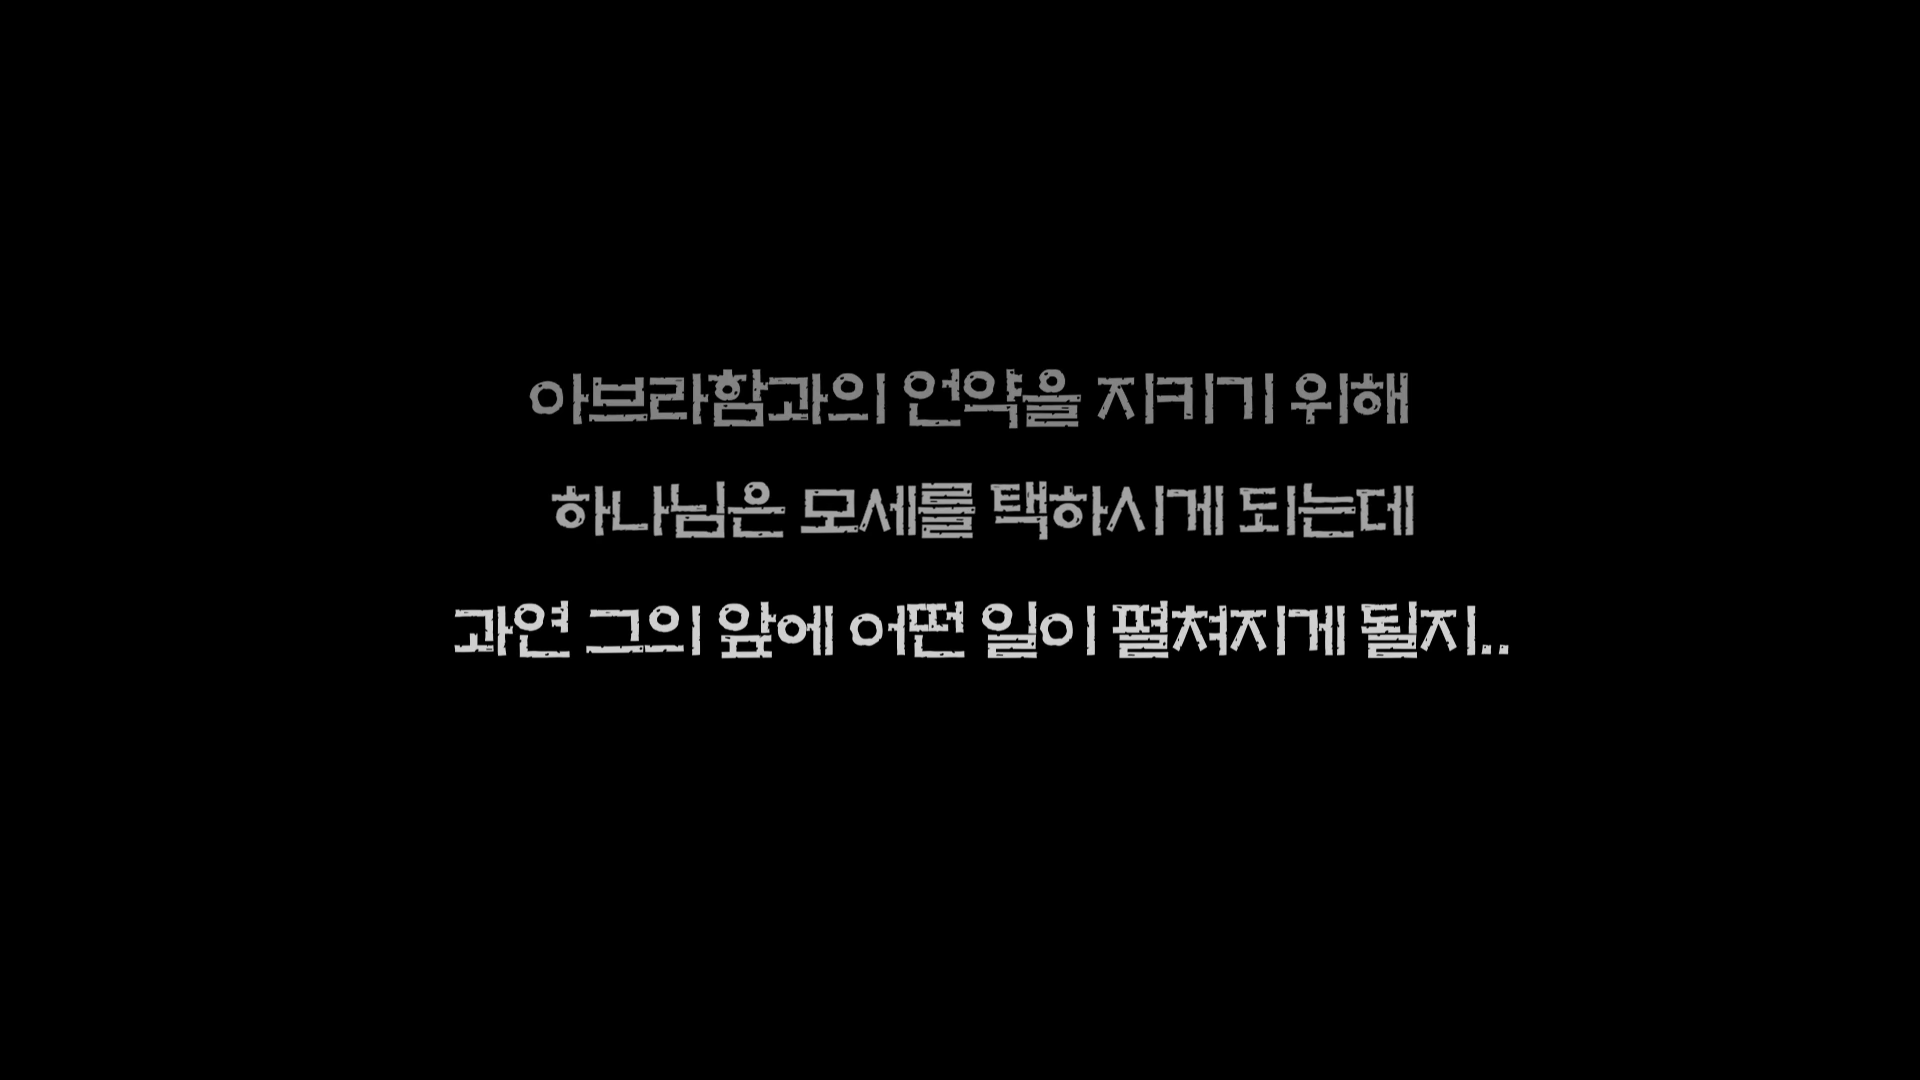 아브라함과의 언약을 지키기 위해
하나님은 모세를 택하시게 되는데
과연 그의 앞에 어떤 일이 펼쳐지게 될지..